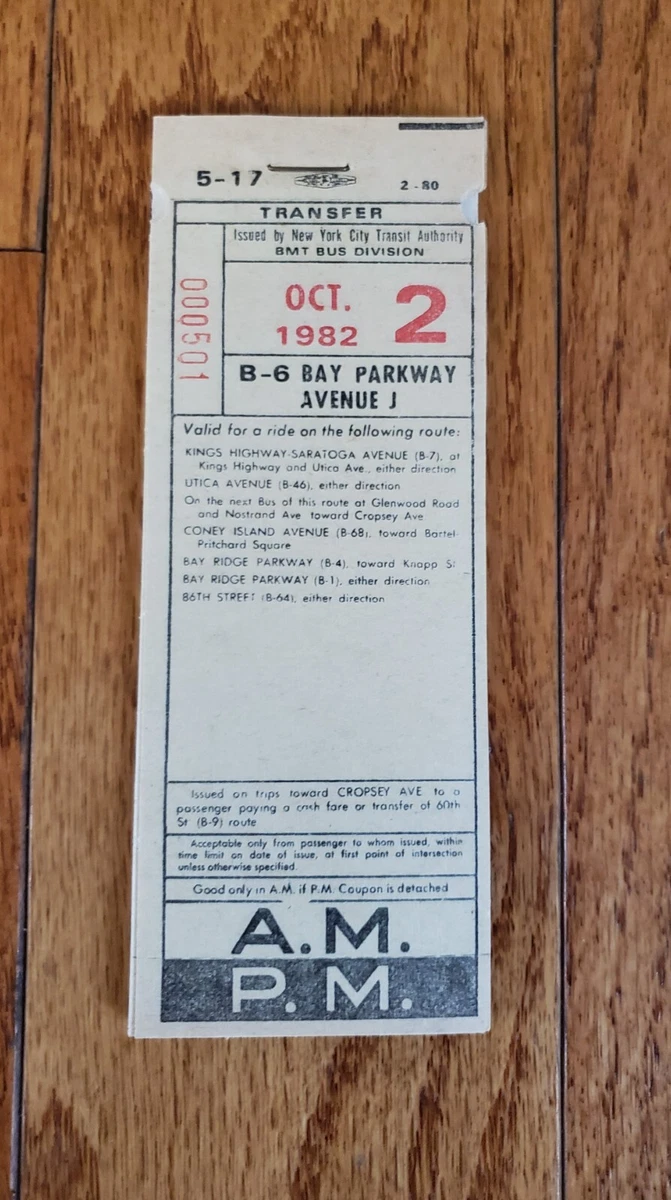 5-17
2-80
TRANSFER
Issued by New York City Transit Authority
BMT BUS DIVISION
000501
OCT. 2
1982
B-6 BAY PARKWAY
AVENUE J
Valid for a ride on the following route:
KINGS HIGHWAY-SARATOGA AVENUE (B-7), at
Kings Highway and Utica Ave., either direction
UTICA AVENUE (B-46), either direction
On the next Bus of this route at Glenwood Road
and Nostrand Ave toward Cropsey Ave
CONEY ISLAND AVENUE (B-68), toward Bartel-
Pritchard Square
BAY RIDGE PARKWAY (B-4), toward Knapp St
BAY RIDGE PARKWAY (B-1), either direction
86TH STREET (B-64), either direction
Issued on trips toward CROPSEY AVE to a
passenger paying a cash fare or transfer of 60th
St (B-9) route
Acceptable only from passenger to whom issued, within
time limit on date of issue, at first point of intersection
unless otherwise specified.
Good only in A.M. if P.M. Coupon is detached
A.M.
P.M.